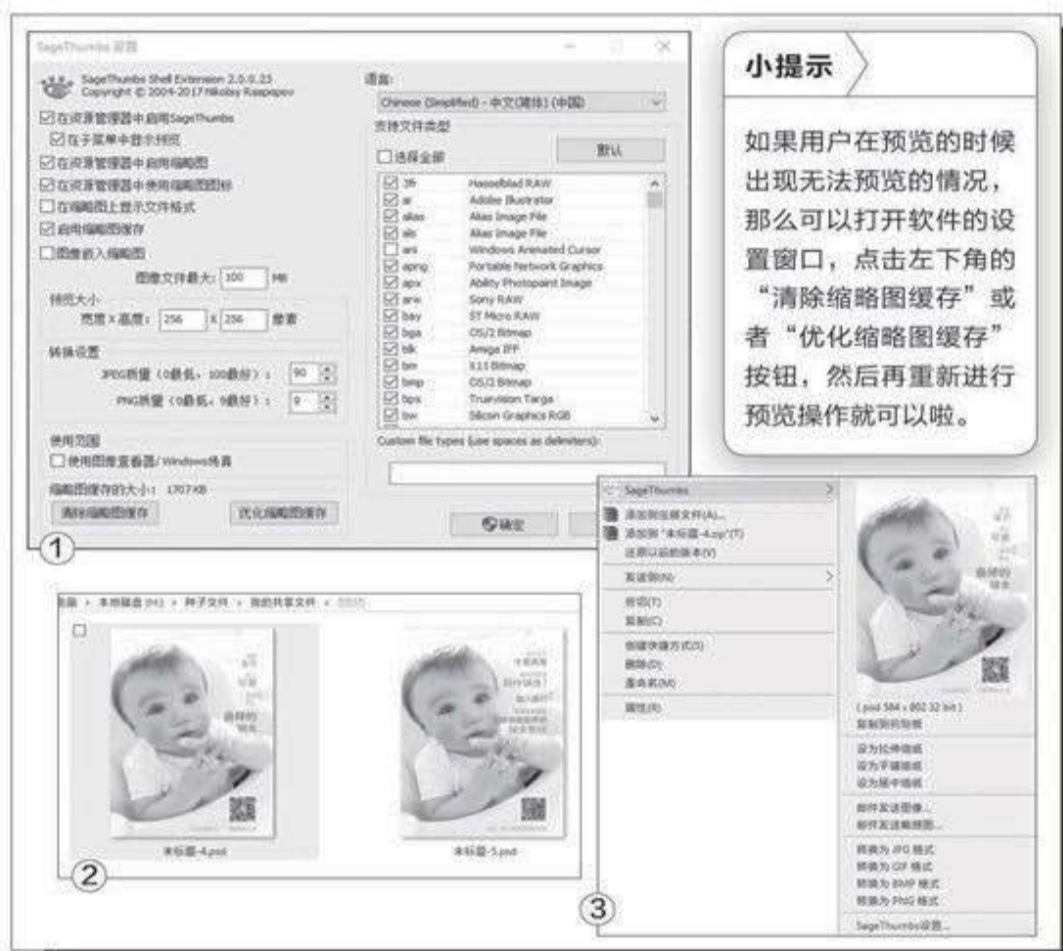 SageThumbs 设置
SageThumbs Shell Extension 2.0.0.23
Copyright © 2004-2017 Nikolay Raspopov
在资源管理器中启用SageThumbs
在子菜单中显示预览
在资源管理器中启用缩略图
在资源管理器中使用缩略图图标
在缩略图上显示文件格式
启用缩略图缓存
图像嵌入缩略图
图像文件最大: 100 MB
预览大小
宽度 X 高度: 256 X 256 像素
转换设置
JPEG质量（0最低，100最好）: 90
PNG质量（0最低，9最好）: 9
使用范围
使用图像查看器/ Windows传真
缩略图缓存的大小: 1707 KB
清除缩略图缓存
优化缩略图缓存
语言:
Chinese (Simplified) - 中文(简体) (中国)
支持文件类型
选择全部
默认
3fr Hasselblad RAW
ai Adobe Illustrator
alias Alias Image File
als Alias Image File
ani Windows Animated Cursor
apng Portable Network Graphics
apx Ability Photopaint Image
arw Sony RAW
bay ST Micro RAW
bga OS/2 Bitmap
blk Amiga IFF
bm X11 Bitmap
bmp OS/2 Bitmap
bpx Truevision Targa
bw Silicon Graphics RGB
Custom file types (use spaces as delimiters):
确定
①
小提示
如果用户在预览的时候
出现无法预览的情况，
那么可以打开软件的设
置窗口，点击左下角的
“清除缩略图缓存”或
者“优化缩略图缓存”
按钮，然后再重新进行
预览操作就可以啦。
本地磁盘 (H:) › 种子文件 › 我的共享文件 ›
未标题-4.psd
未标题-5.psd
②
SageThumbs
添加到压缩文件(A)...
添加到 "未标题-4.zip"(T)
还原以前的版本(V)
发送到(N)
剪切(T)
复制(C)
创建快捷方式(S)
删除(D)
重命名(M)
属性(R)
( psd 584 x 802 32 bit )
复制到剪贴板
设为拉伸墙纸
设为平铺墙纸
设为居中墙纸
邮件发送图像...
邮件发送缩略图...
转换为 JPG 格式
转换为 GIF 格式
转换为 BMP 格式
转换为 PNG 格式
SageThumbs设置...
③